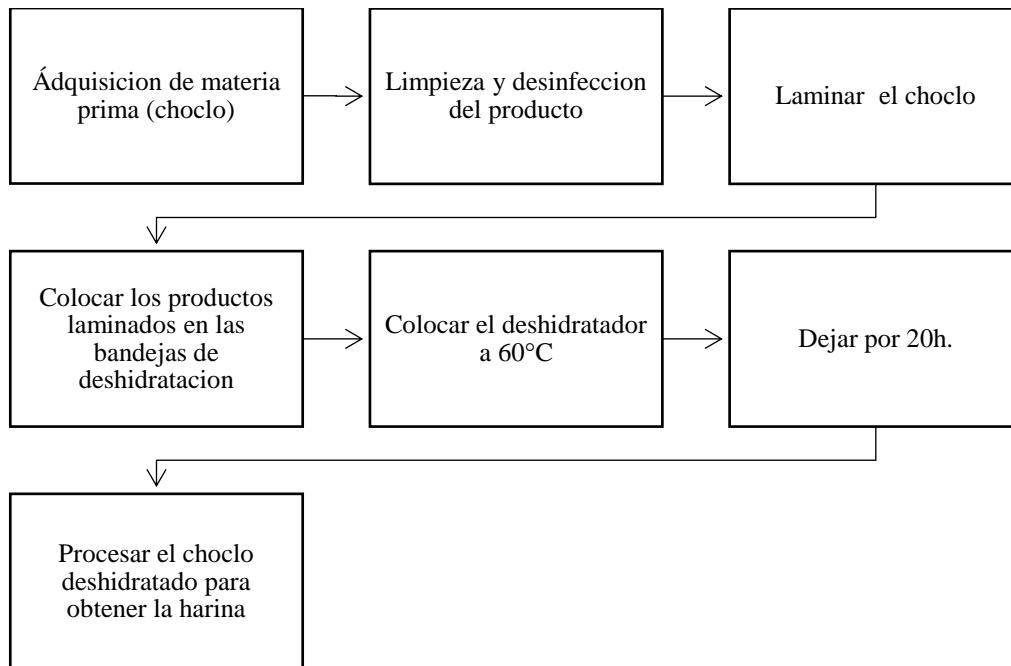 Ádquisicion de materia
prima (choclo)
Limpieza y desinfeccion
del producto
Laminar el choclo
Colocar los productos
laminados en las
bandejas de
deshidratacion
Colocar el deshidratador
a 60°C
Dejar por 20h.
Procesar el choclo
deshidratado para
obtener la harina